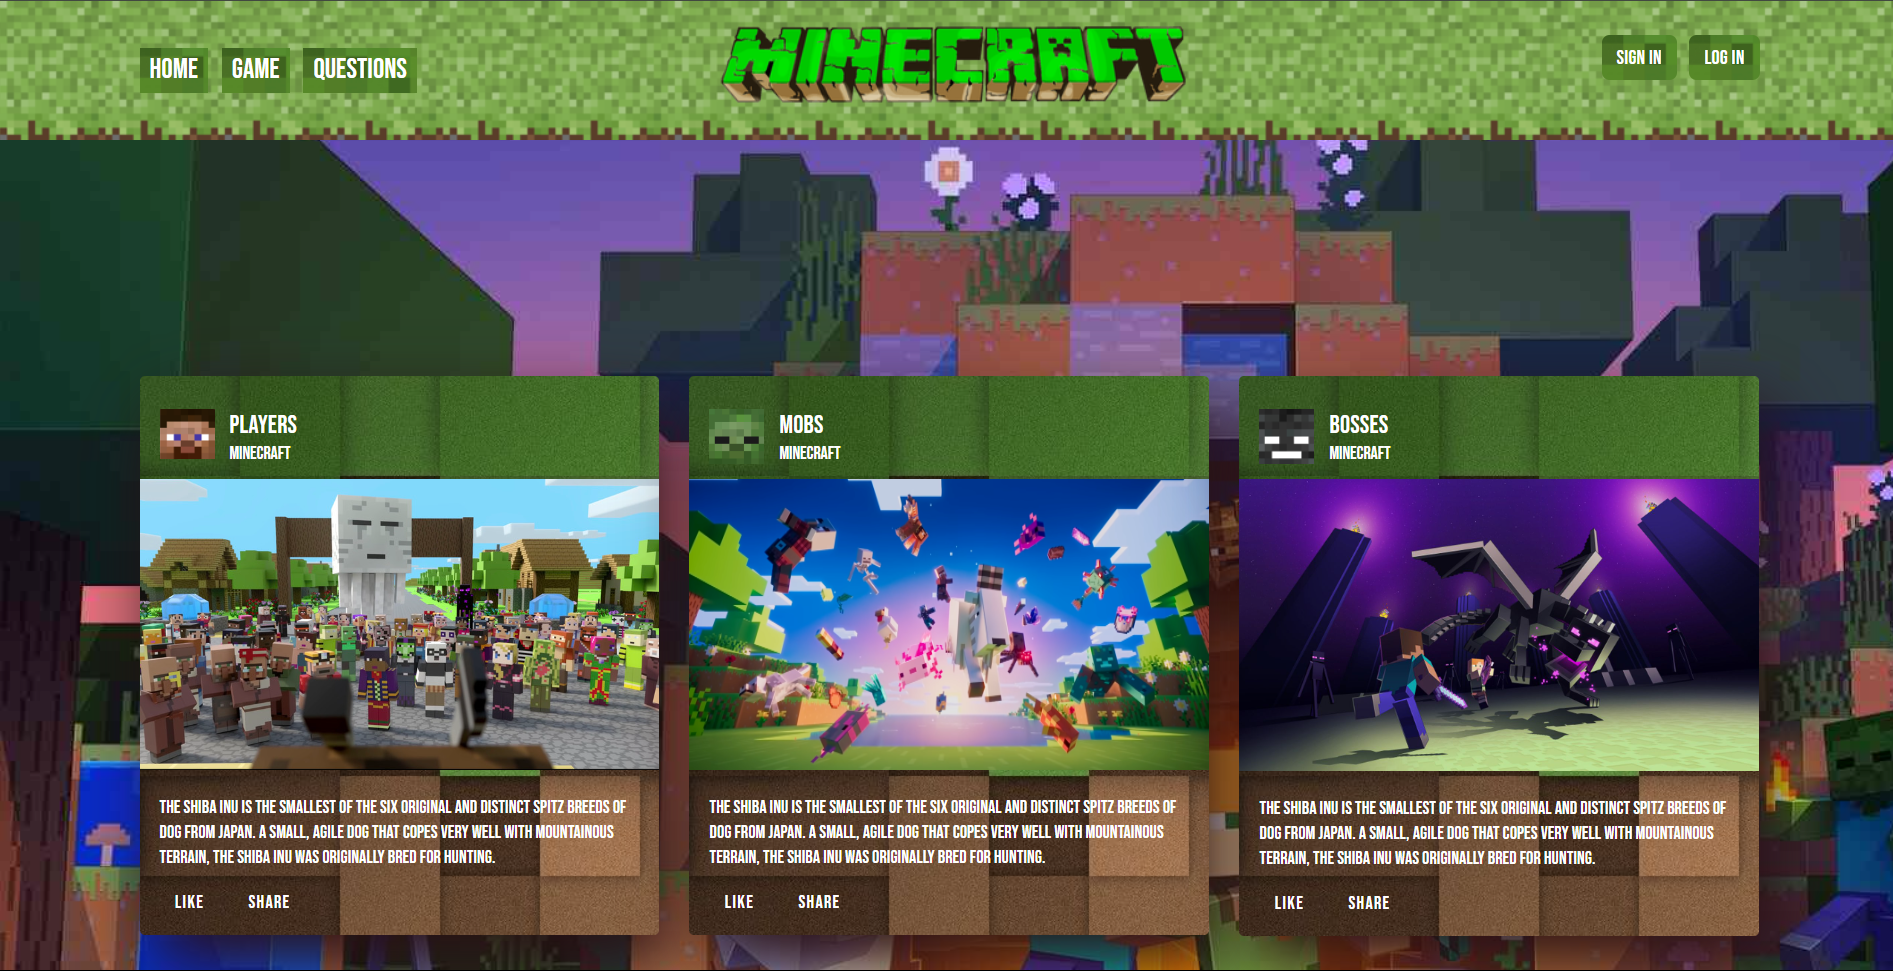 HOME GAME QUESTIONS
MINECRAFT
SIGN IN LOG IN
PLAYERS
MINECRAFT
THE SHIBA INU IS THE SMALLEST OF THE SIX ORIGINAL AND DISTINCT SPITZ BREEDS OF
DOG FROM JAPAN. A SMALL, AGILE DOG THAT COPES VERY WELL WITH MOUNTAINOUS
TERRAIN, THE SHIBA INU WAS ORIGINALLY BRED FOR HUNTING.
LIKE SHARE
MOBS
MINECRAFT
THE SHIBA INU IS THE SMALLEST OF THE SIX ORIGINAL AND DISTINCT SPITZ BREEDS OF
DOG FROM JAPAN. A SMALL, AGILE DOG THAT COPES VERY WELL WITH MOUNTAINOUS
TERRAIN, THE SHIBA INU WAS ORIGINALLY BRED FOR HUNTING.
LIKE SHARE
BOSSES
MINECRAFT
THE SHIBA INU IS THE SMALLEST OF THE SIX ORIGINAL AND DISTINCT SPITZ BREEDS OF
DOG FROM JAPAN. A SMALL, AGILE DOG THAT COPES VERY WELL WITH MOUNTAINOUS
TERRAIN, THE SHIBA INU WAS ORIGINALLY BRED FOR HUNTING.
LIKE SHARE